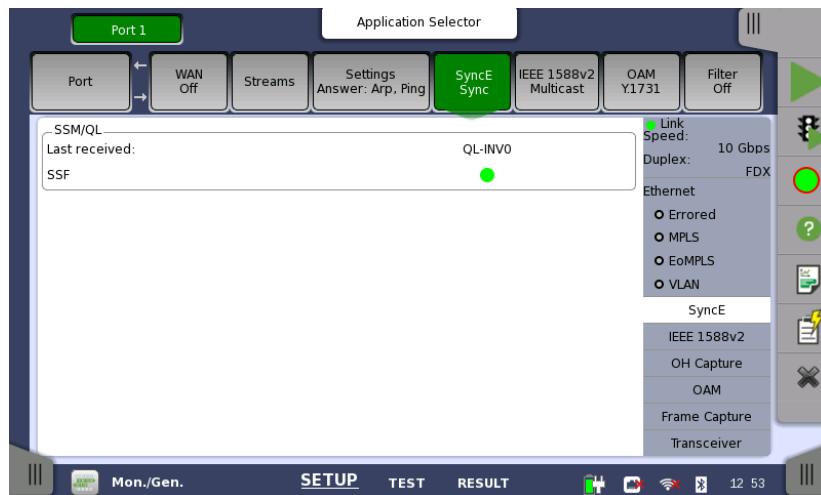 Port 1
Application Selector
Port
WAN
Off
Streams
Settings
Answer: Arp, Ping
SyncE
Sync
IEEE 1588v2
Multicast
OAM
Y.1731
Filter
Off
SSM/QL
Last received: QL-INV0
SSF
Link
Speed:
10 Gbps
Duplex:
FDX
Ethernet
Errored
MPLS
EoMPLS
VLAN
SyncE
IEEE 1588v2
OH Capture
OAM
Frame Capture
Transceiver
Mon./Gen. SETUP TEST RESULT 12 53